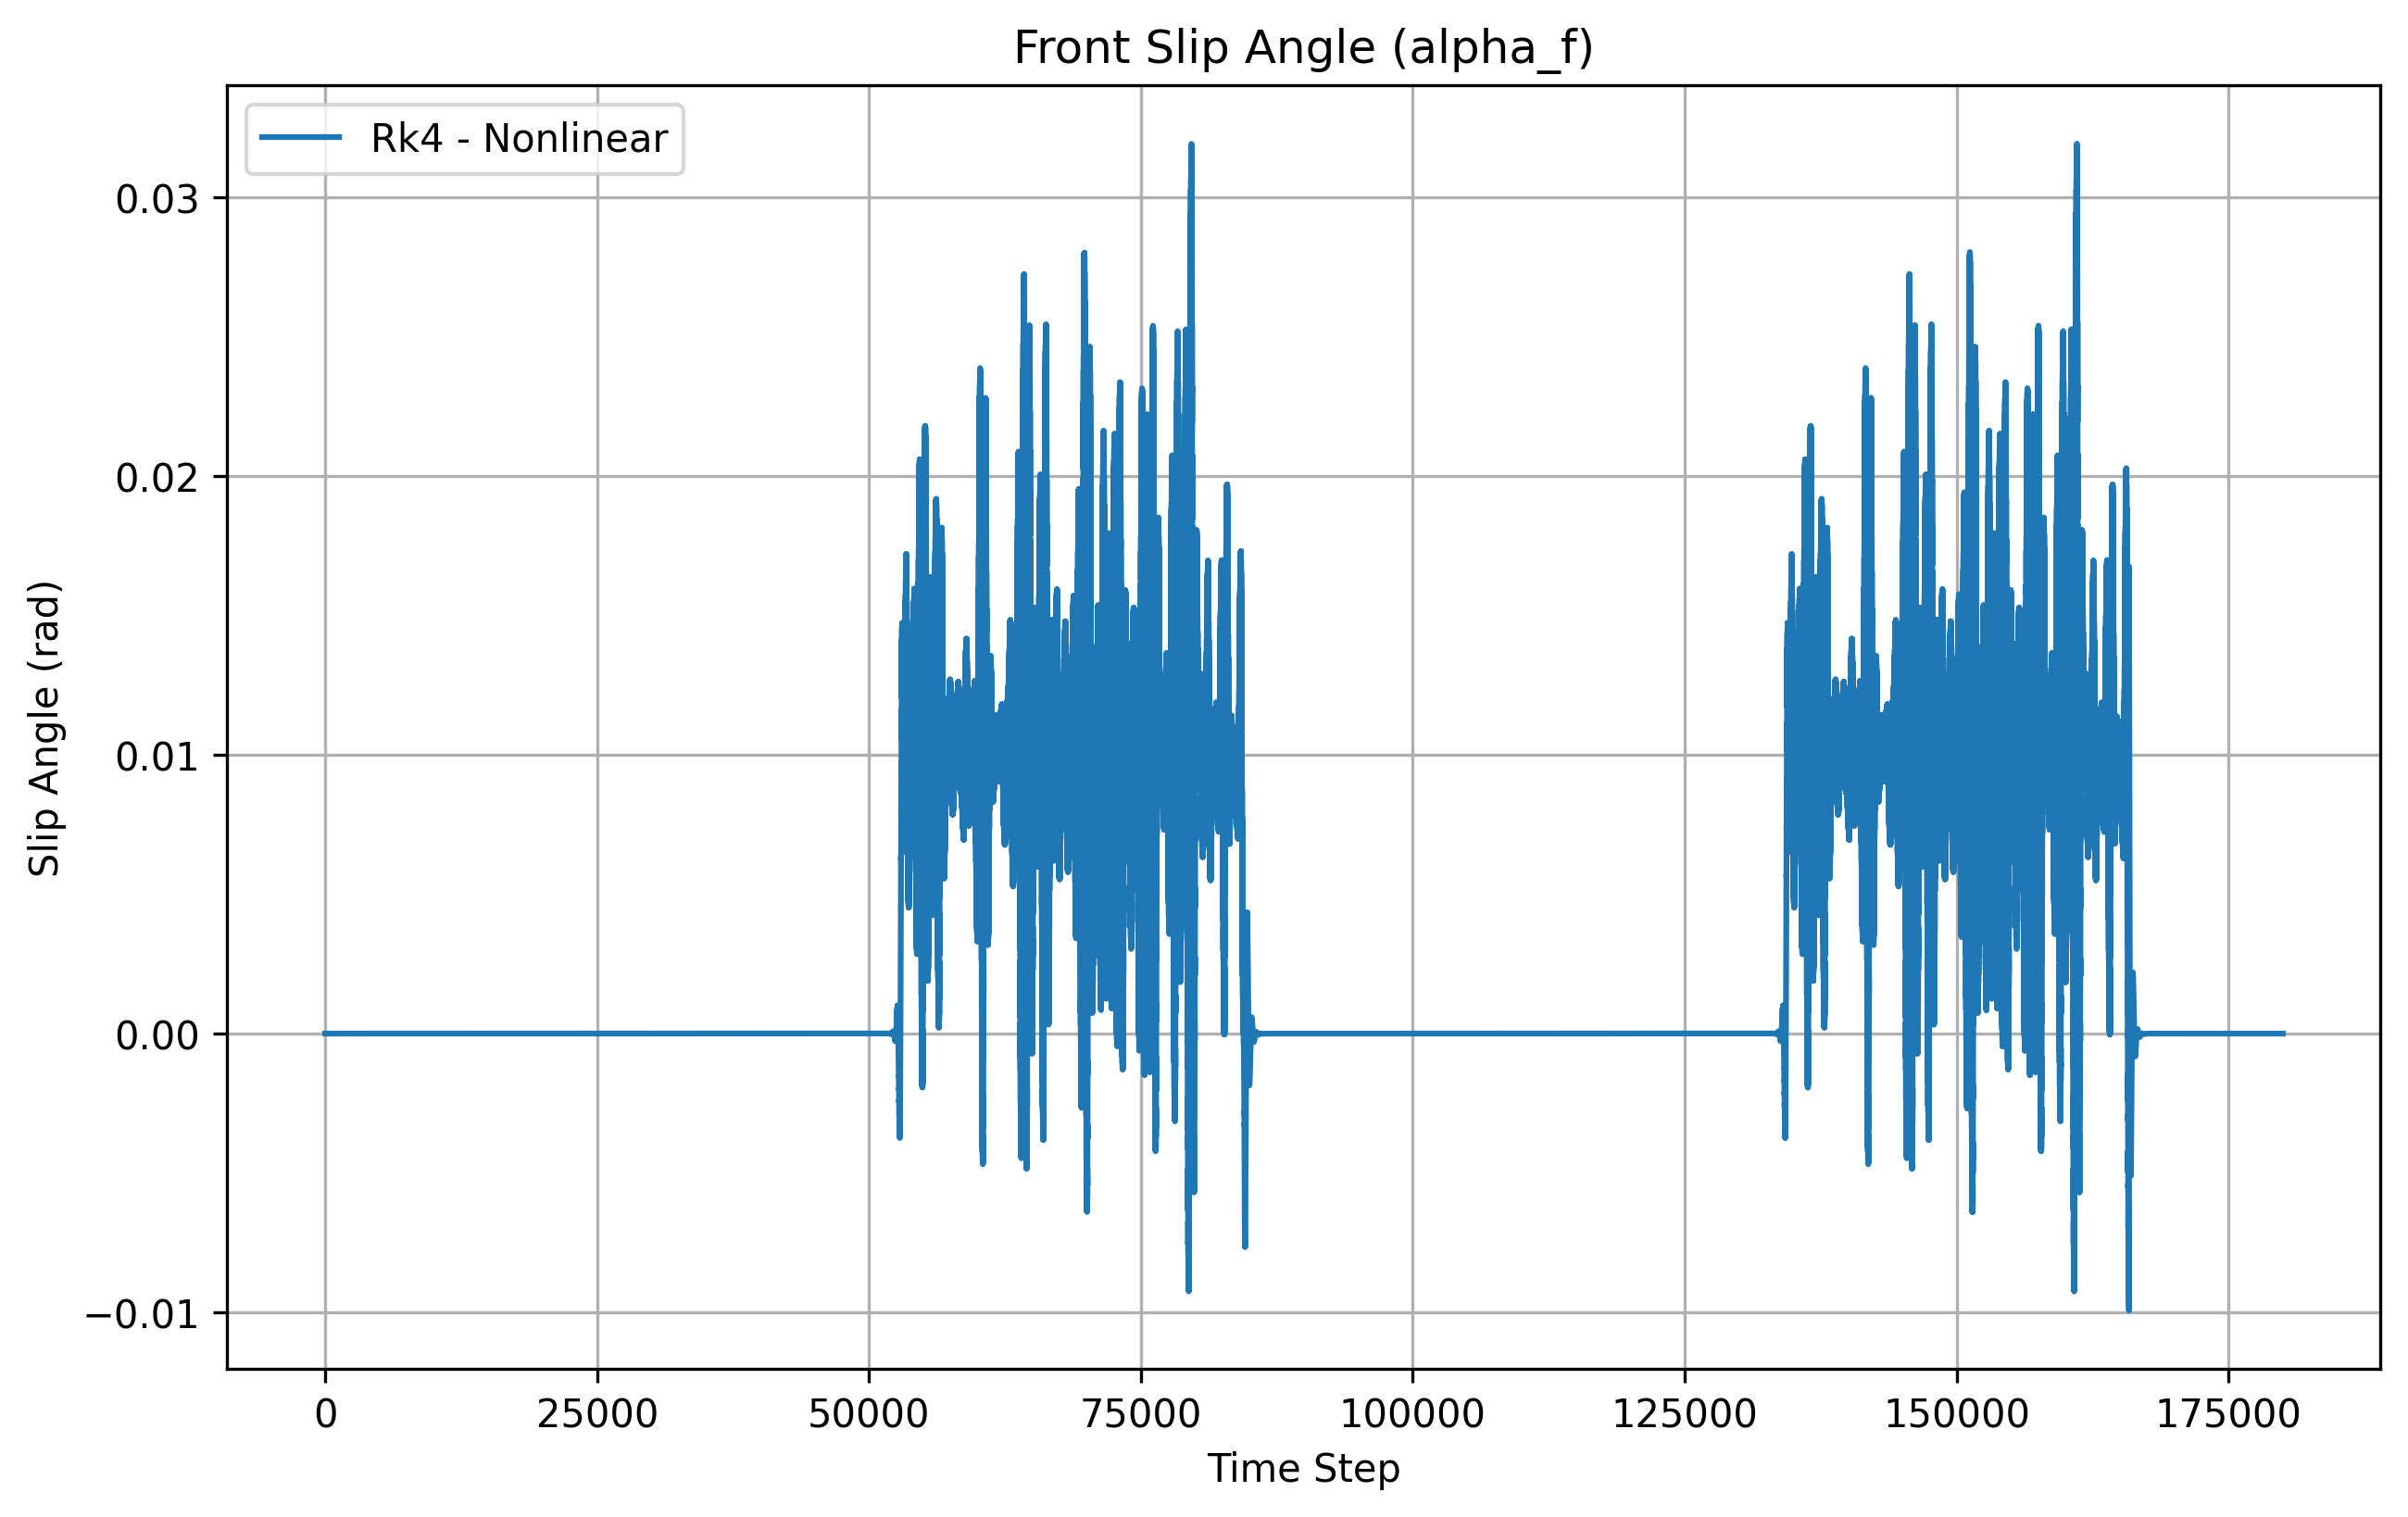 Front Slip Angle (alpha_f)
Rk4 - Nonlinear
Slip Angle (rad)
0.03
0.02
0.01
0.00
−0.01
0 25000 50000 75000 100000 125000 150000 175000
Time Step